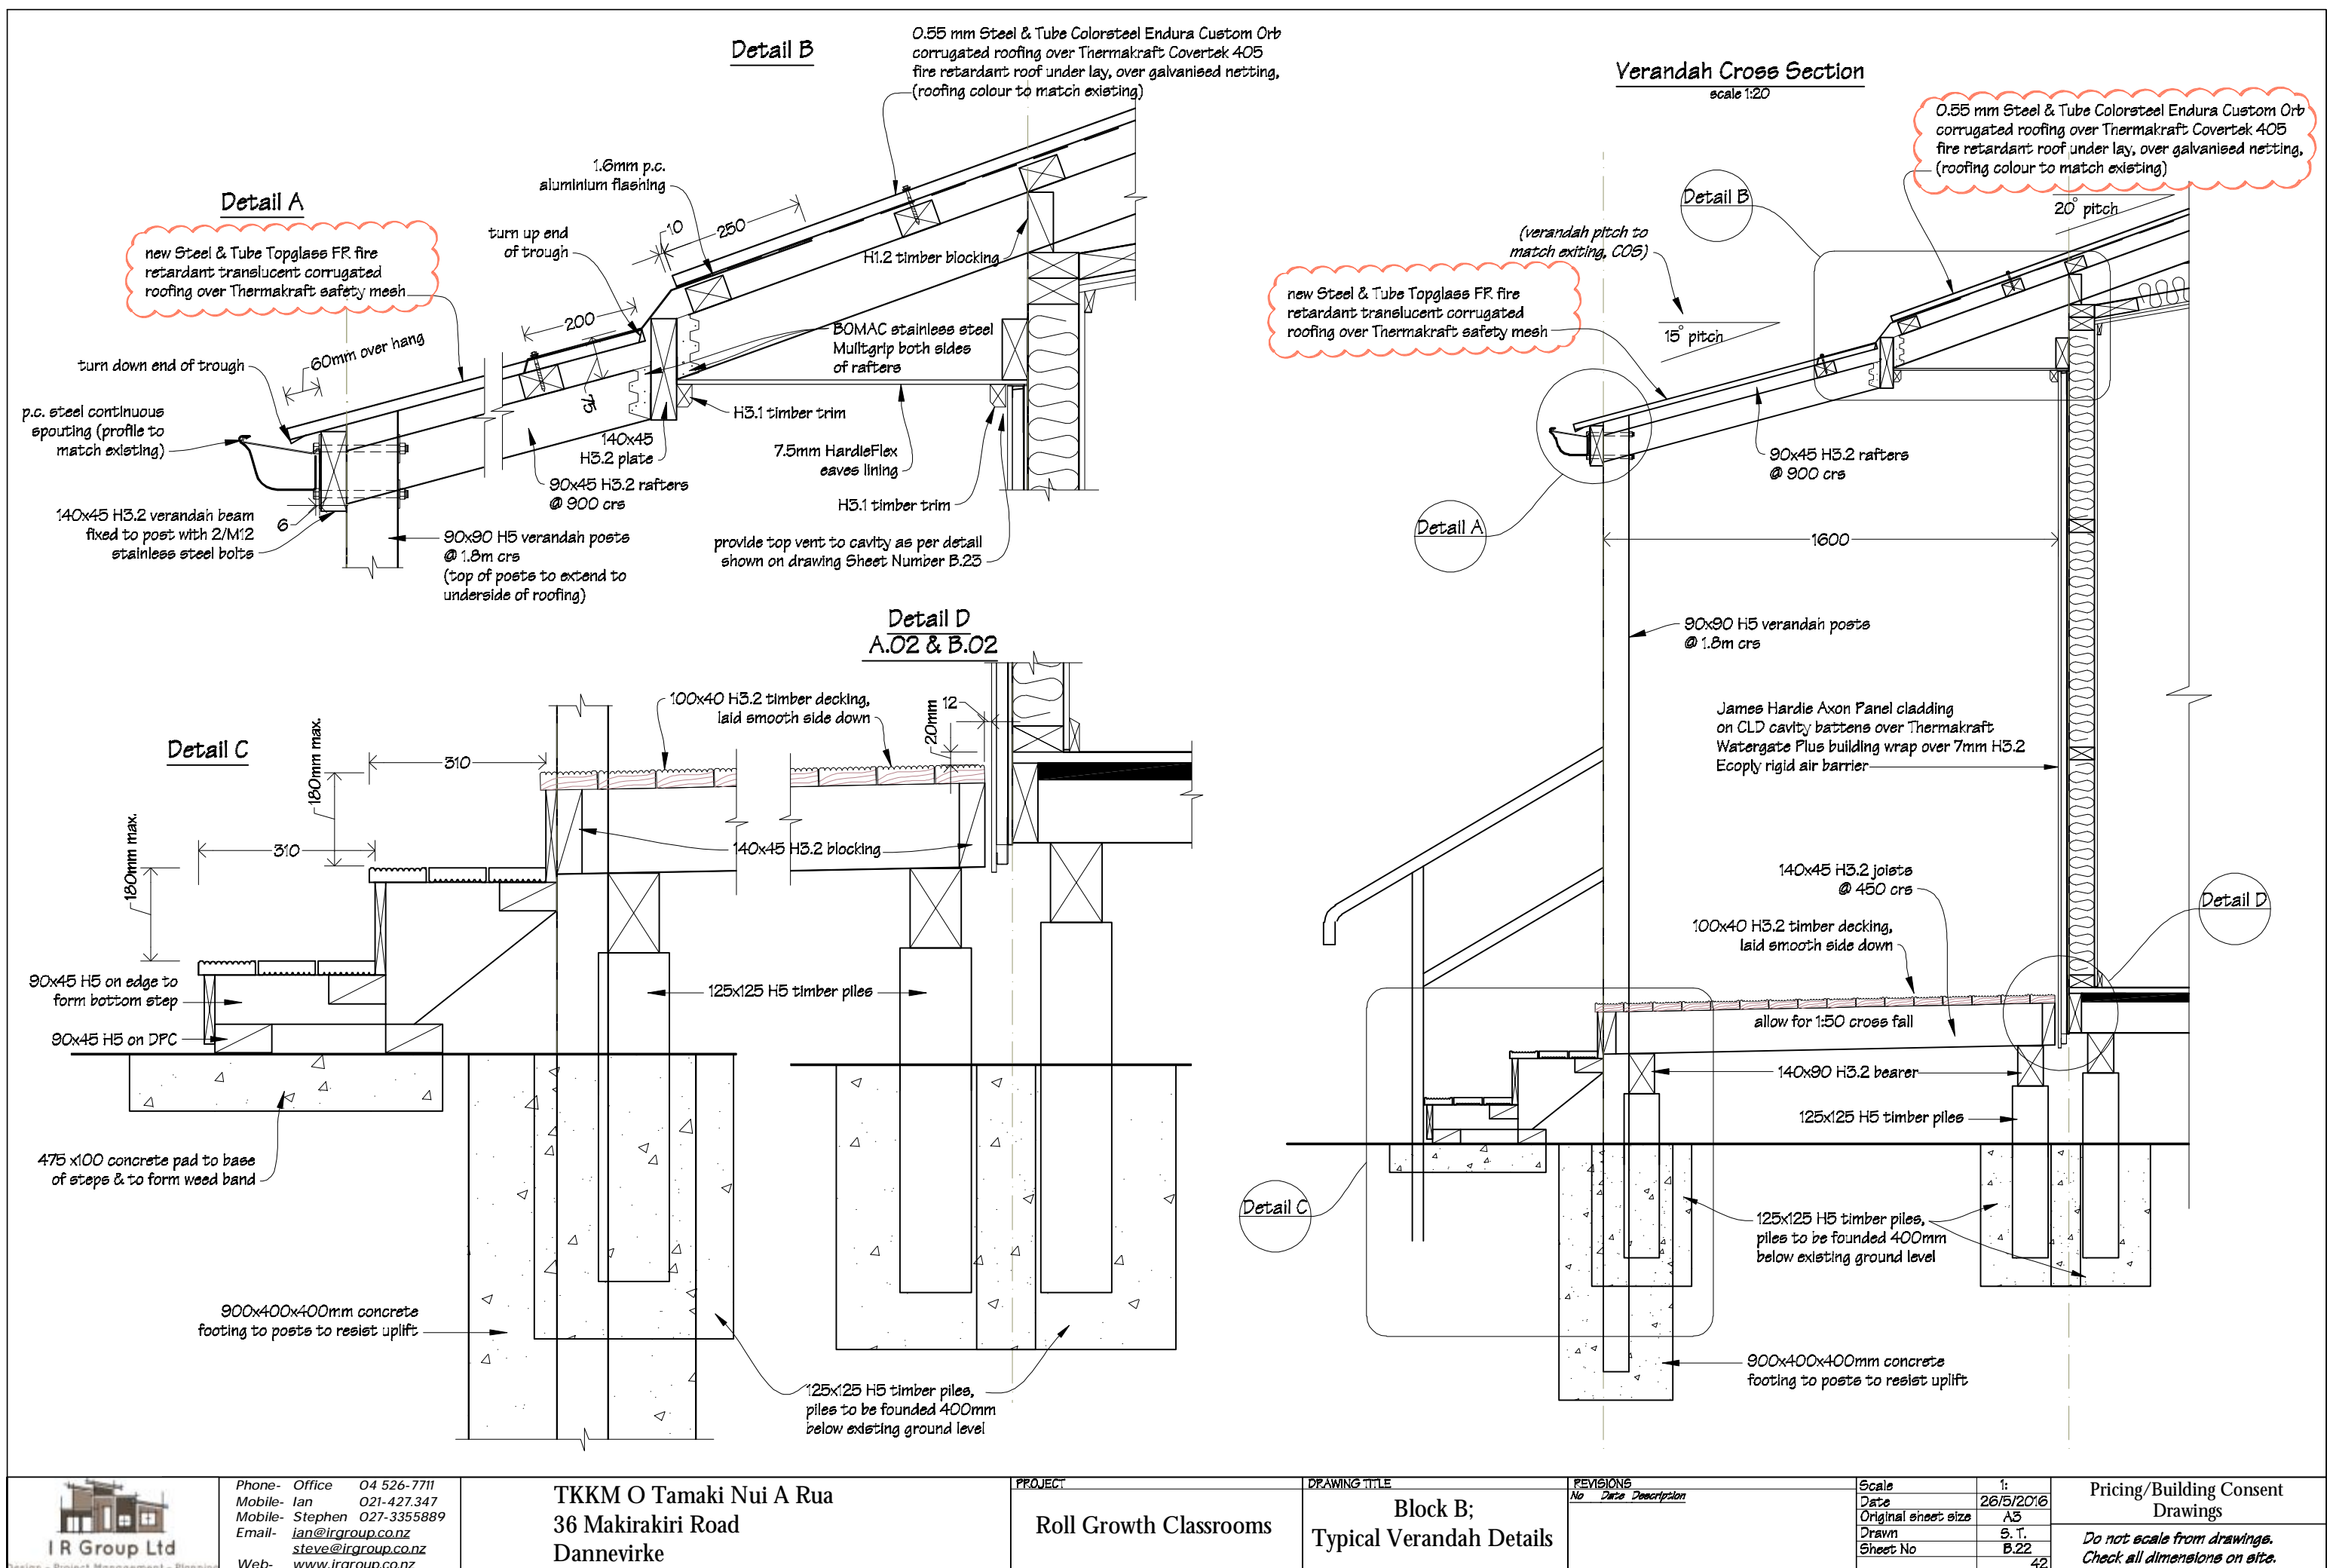 Detail B
0.55 mm Steel & Tube Colorsteel Endura Custom Orb
corrugated roofing over Thermakraft Covertek 405
fire retardant roof under lay, over galvanised netting,
(roofing colour to match existing)
1.6mm p.c.
aluminium flashing
Detail A
new Steel & Tube Topglass FR fire
retardant translucent corrugated
roofing over Thermakraft safety mesh
turn up end
of trough
10
250
H1.2 timber blocking
200
60mm over hang
turn down end of trough
75
BOMAC stainless steel
Muiltgrip both sides
of rafters
p.c. steel continuous
spouting (profile to
match existing)
H3.1 timber trim
140x45
H3.2 plate
7.5mm HardieFlex
eaves lining
90x45 H3.2 rafters
@ 900 crs
H3.1 timber trim
6
140x45 H3.2 verandah beam
fixed to post with 2/M12
stainless steel bolts
90x90 H5 verandah posts
@ 1.8m crs
(top of posts to extend to
underside of roofing)
provide top vent to cavity as per detail
shown on drawing Sheet Number B.23
Verandah Cross Section
scale 1:20
0.55 mm Steel & Tube Colorsteel Endura Custom Orb
corrugated roofing over Thermakraft Covertek 405
fire retardant roof under lay, over galvanised netting,
(roofing colour to match existing)
Detail B
20° pitch
(verandah pitch to
match exiting, COS)
new Steel & Tube Topglass FR fire
retardant translucent corrugated
roofing over Thermakraft safety mesh
15° pitch
90x45 H3.2 rafters
@ 900 crs
Detail A
1600
90x90 H5 verandah posts
@ 1.8m crs
James Hardie Axon Panel cladding
on CLD cavity battens over Thermakraft
Watergate Plus building wrap over 7mm H3.2
Ecoply rigid air barrier
140x45 H3.2 joists
@ 450 crs
Detail D
100x40 H3.2 timber decking,
laid smooth side down
allow for 1:50 cross fall
140x90 H3.2 bearer
125x125 H5 timber piles
Detail C
125x125 H5 timber piles,
piles to be founded 400mm
below existing ground level
900x400x400mm concrete
footing to posts to resist uplift
Detail D
A.02 & B.02
100x40 H3.2 timber decking,
laid smooth side down
20mm
12
Detail C
310
180mm max.
310
180mm max.
140x45 H3.2 blocking
90x45 H5 on edge to
form bottom step
125x125 H5 timber piles
90x45 H5 on DPC
475 x100 concrete pad to base
of steps & to form weed band
900x400x400mm concrete
footing to posts to resist uplift
125x125 H5 timber piles,
piles to be founded 400mm
below existing ground level
I R Group Ltd
Design - Project Management - Planning
Phone- Office 04 526-7711
Mobile- Ian 021-427.347
Mobile- Stephen 027-3355889
Email- ian@irgroup.co.nz
steve@irgroup.co.nz
Web- www.irgroup.co.nz
TKKM O Tamaki Nui A Rua
36 Makirakiri Road
Dannevirke
PROJECT
Roll Growth Classrooms
DRAWING TITLE
Block B;
Typical Verandah Details
REVISIONS
No Date Description
Scale 1:
Date 26/5/2016
Original sheet size A3
Drawn S. T.
Sheet No B.22
42
Pricing/Building Consent
Drawings
Do not scale from drawings.
Check all dimensions on site.